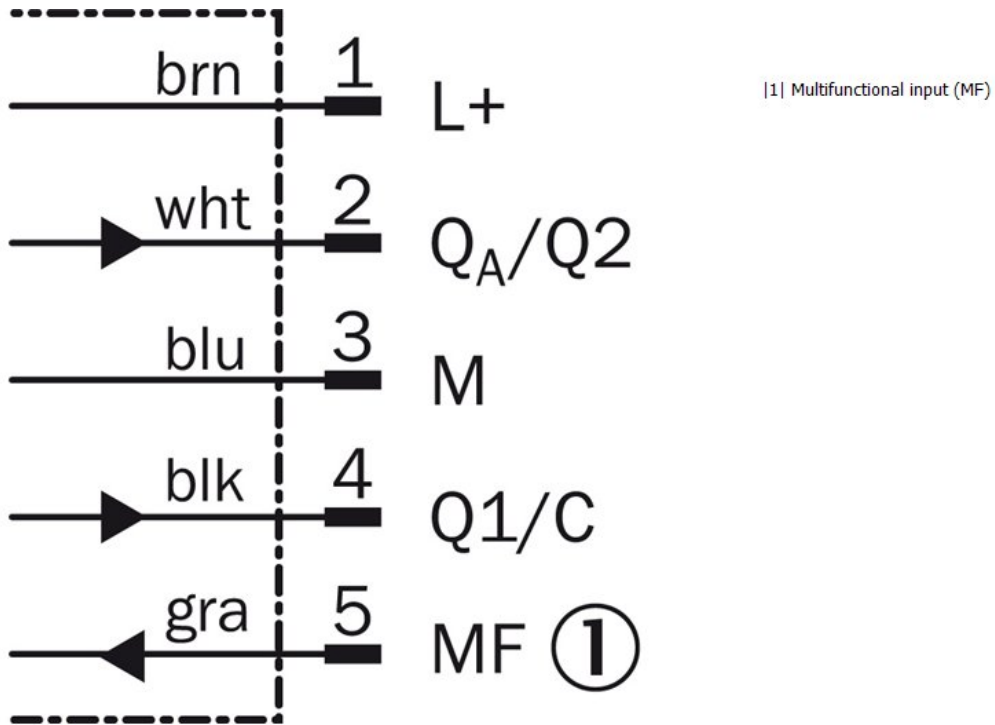 brn 1 L+
|1| Multifunctional input (MF)
wht 2 QA/Q2
blu 3 M
blk 4 Q1/C
gra 5 MF ①